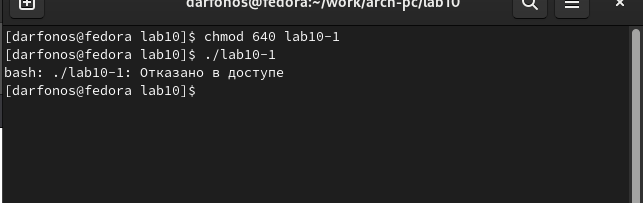 darfonos@fedora:~/work/arch-pc/lab10
[darfonos@fedora lab10]$ chmod 640 lab10-1
[darfonos@fedora lab10]$ ./lab10-1
bash: ./lab10-1: Отказано в доступе
[darfonos@fedora lab10]$